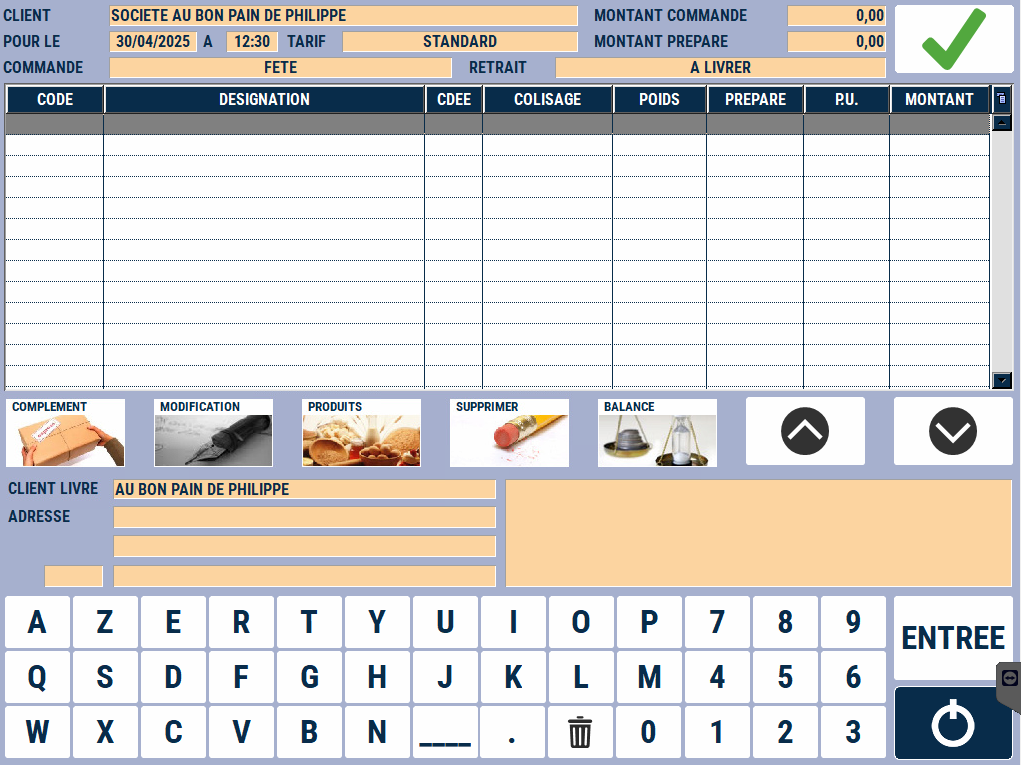 CLIENT SOCIETE AU BON PAIN DE PHILIPPE MONTANT COMMANDE 0,00
POUR LE 30/04/2025 A 12:30 TARIF STANDARD MONTANT PREPARE 0,00
COMMANDE FETE RETRAIT A LIVRER
CODE DESIGNATION CDEE COLISAGE POIDS PREPARE P.U. MONTANT
COMPLEMENT MODIFICATION PRODUITS SUPPRIMER BALANCE
CLIENT LIVRE AU BON PAIN DE PHILIPPE
ADRESSE
A Z E R T Y U I O P 7 8 9
ENTREE
Q S D F G H J K L M 4 5 6
W X C V B N ____ . 0 1 2 3